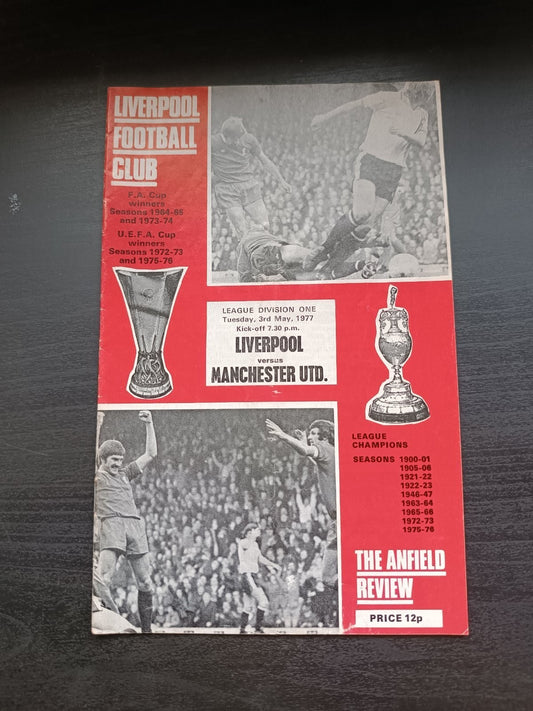 LIVERPOOL
FOOTBALL
CLUB
F.A. Cup
winners
Seasons 1964-65
and 1973-74
U.E.F.A. Cup
winners
Seasons 1972-73
and 1975-76
LEAGUE DIVISION ONE
Tuesday, 3rd May, 1977
Kick-off 7.30 p.m.
LIVERPOOL
versus
MANCHESTER UTD.
LEAGUE
CHAMPIONS
SEASONS 1900-01
1905-06
1921-22
1922-23
1946-47
1963-64
1965-66
1972-73
1975-76
THE ANFIELD
REVIEW
PRICE 12p